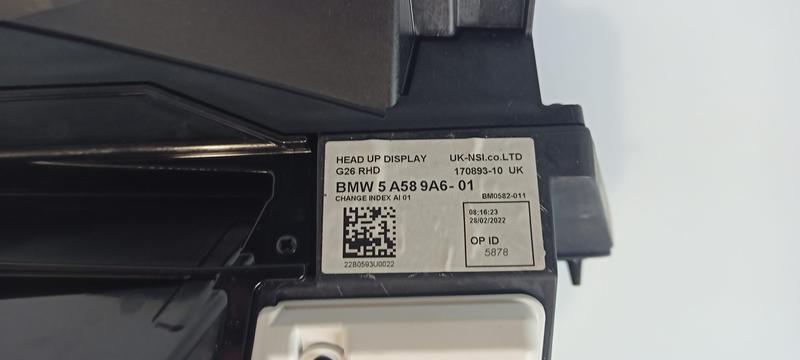 HEAD UP DISPLAY UK-NSI.co.LTD
G26 RHD 170893-10 UK
BMW 5 A58 9A6-01
CHANGE INDEX AI 01 BM0582-011
08:16:23
28/02/2022
OP ID
5878
22B0593U0022